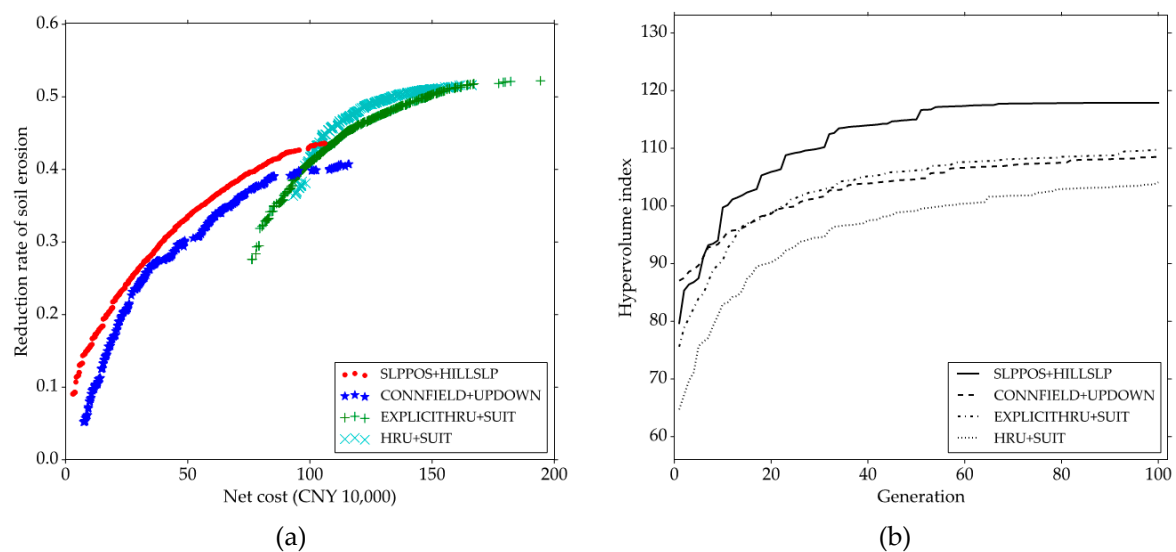 0.6
0.5
0.4
0.3
0.2
0.1
0.0
Reduction rate of soil erosion
SLPPOS+HILLSLP
CONNFIELD+UPDOWN
EXPLICITHRU+SUIT
HRU+SUIT
0 50 100 150 200
Net cost (CNY 10,000)
(a)
130
120
110
100
90
80
70
60
Hypervolume index
SLPPOS+HILLSLP
CONNFIELD+UPDOWN
EXPLICITHRU+SUIT
HRU+SUIT
0 20 40 60 80 100
Generation
(b)